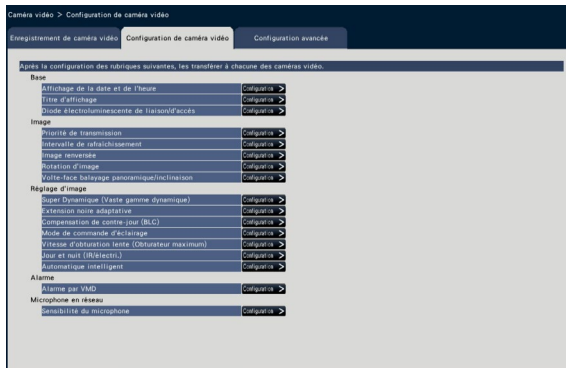 Caméra vidéo > Configuration de caméra vidéo
Enregistrement de caméra vidéo Configuration de caméra vidéo Configuration avancée
Après la configuration des rubriques suivantes, les transférer à chacune des caméras vidéo.
Base
Affichage de la date et de l'heure Configuration >
Titre d'affichage Configuration >
Diode électroluminescente de liaison/d'accès Configuration >
Image
Priorité de transmission Configuration >
Intervalle de rafraîchissement Configuration >
Image renversée Configuration >
Rotation d'image Configuration >
Volte-face balayage panoramique/inclinaison Configuration >
Réglage d'image
Super Dynamique (Vaste gamme dynamique) Configuration >
Extension noire adaptative Configuration >
Compensation de contre-jour (BLC) Configuration >
Mode de commande d'éclairage Configuration >
Vitesse d'obturation lente (Obturateur maximum) Configuration >
Jour et nuit (IR/électri.) Configuration >
Automatique intelligent Configuration >
Alarme
Alarme par VMD Configuration >
Microphone en réseau
Sensibilité du microphone Configuration >